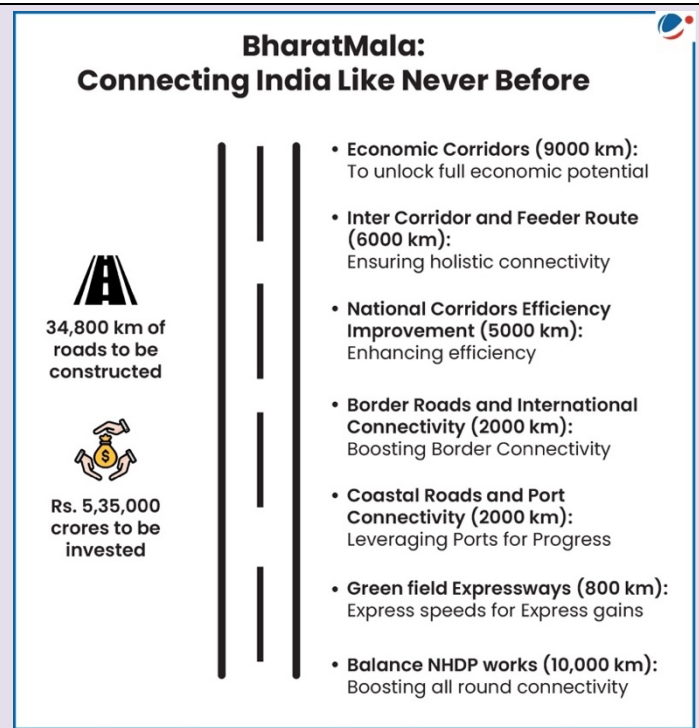 BharatMala:
Connecting India Like Never Before
34,800 km of
roads to be
constructed
Rs. 5,35,000
crores to be
invested
• Economic Corridors (9000 km):
To unlock full economic potential
• Inter Corridor and Feeder Route
(6000 km):
Ensuring holistic connectivity
• National Corridors Efficiency
Improvement (5000 km):
Enhancing efficiency
• Border Roads and International
Connectivity (2000 km):
Boosting Border Connectivity
• Coastal Roads and Port
Connectivity (2000 km):
Leveraging Ports for Progress
• Green field Expressways (800 km):
Express speeds for Express gains
• Balance NHDP works (10,000 km):
Boosting all round connectivity